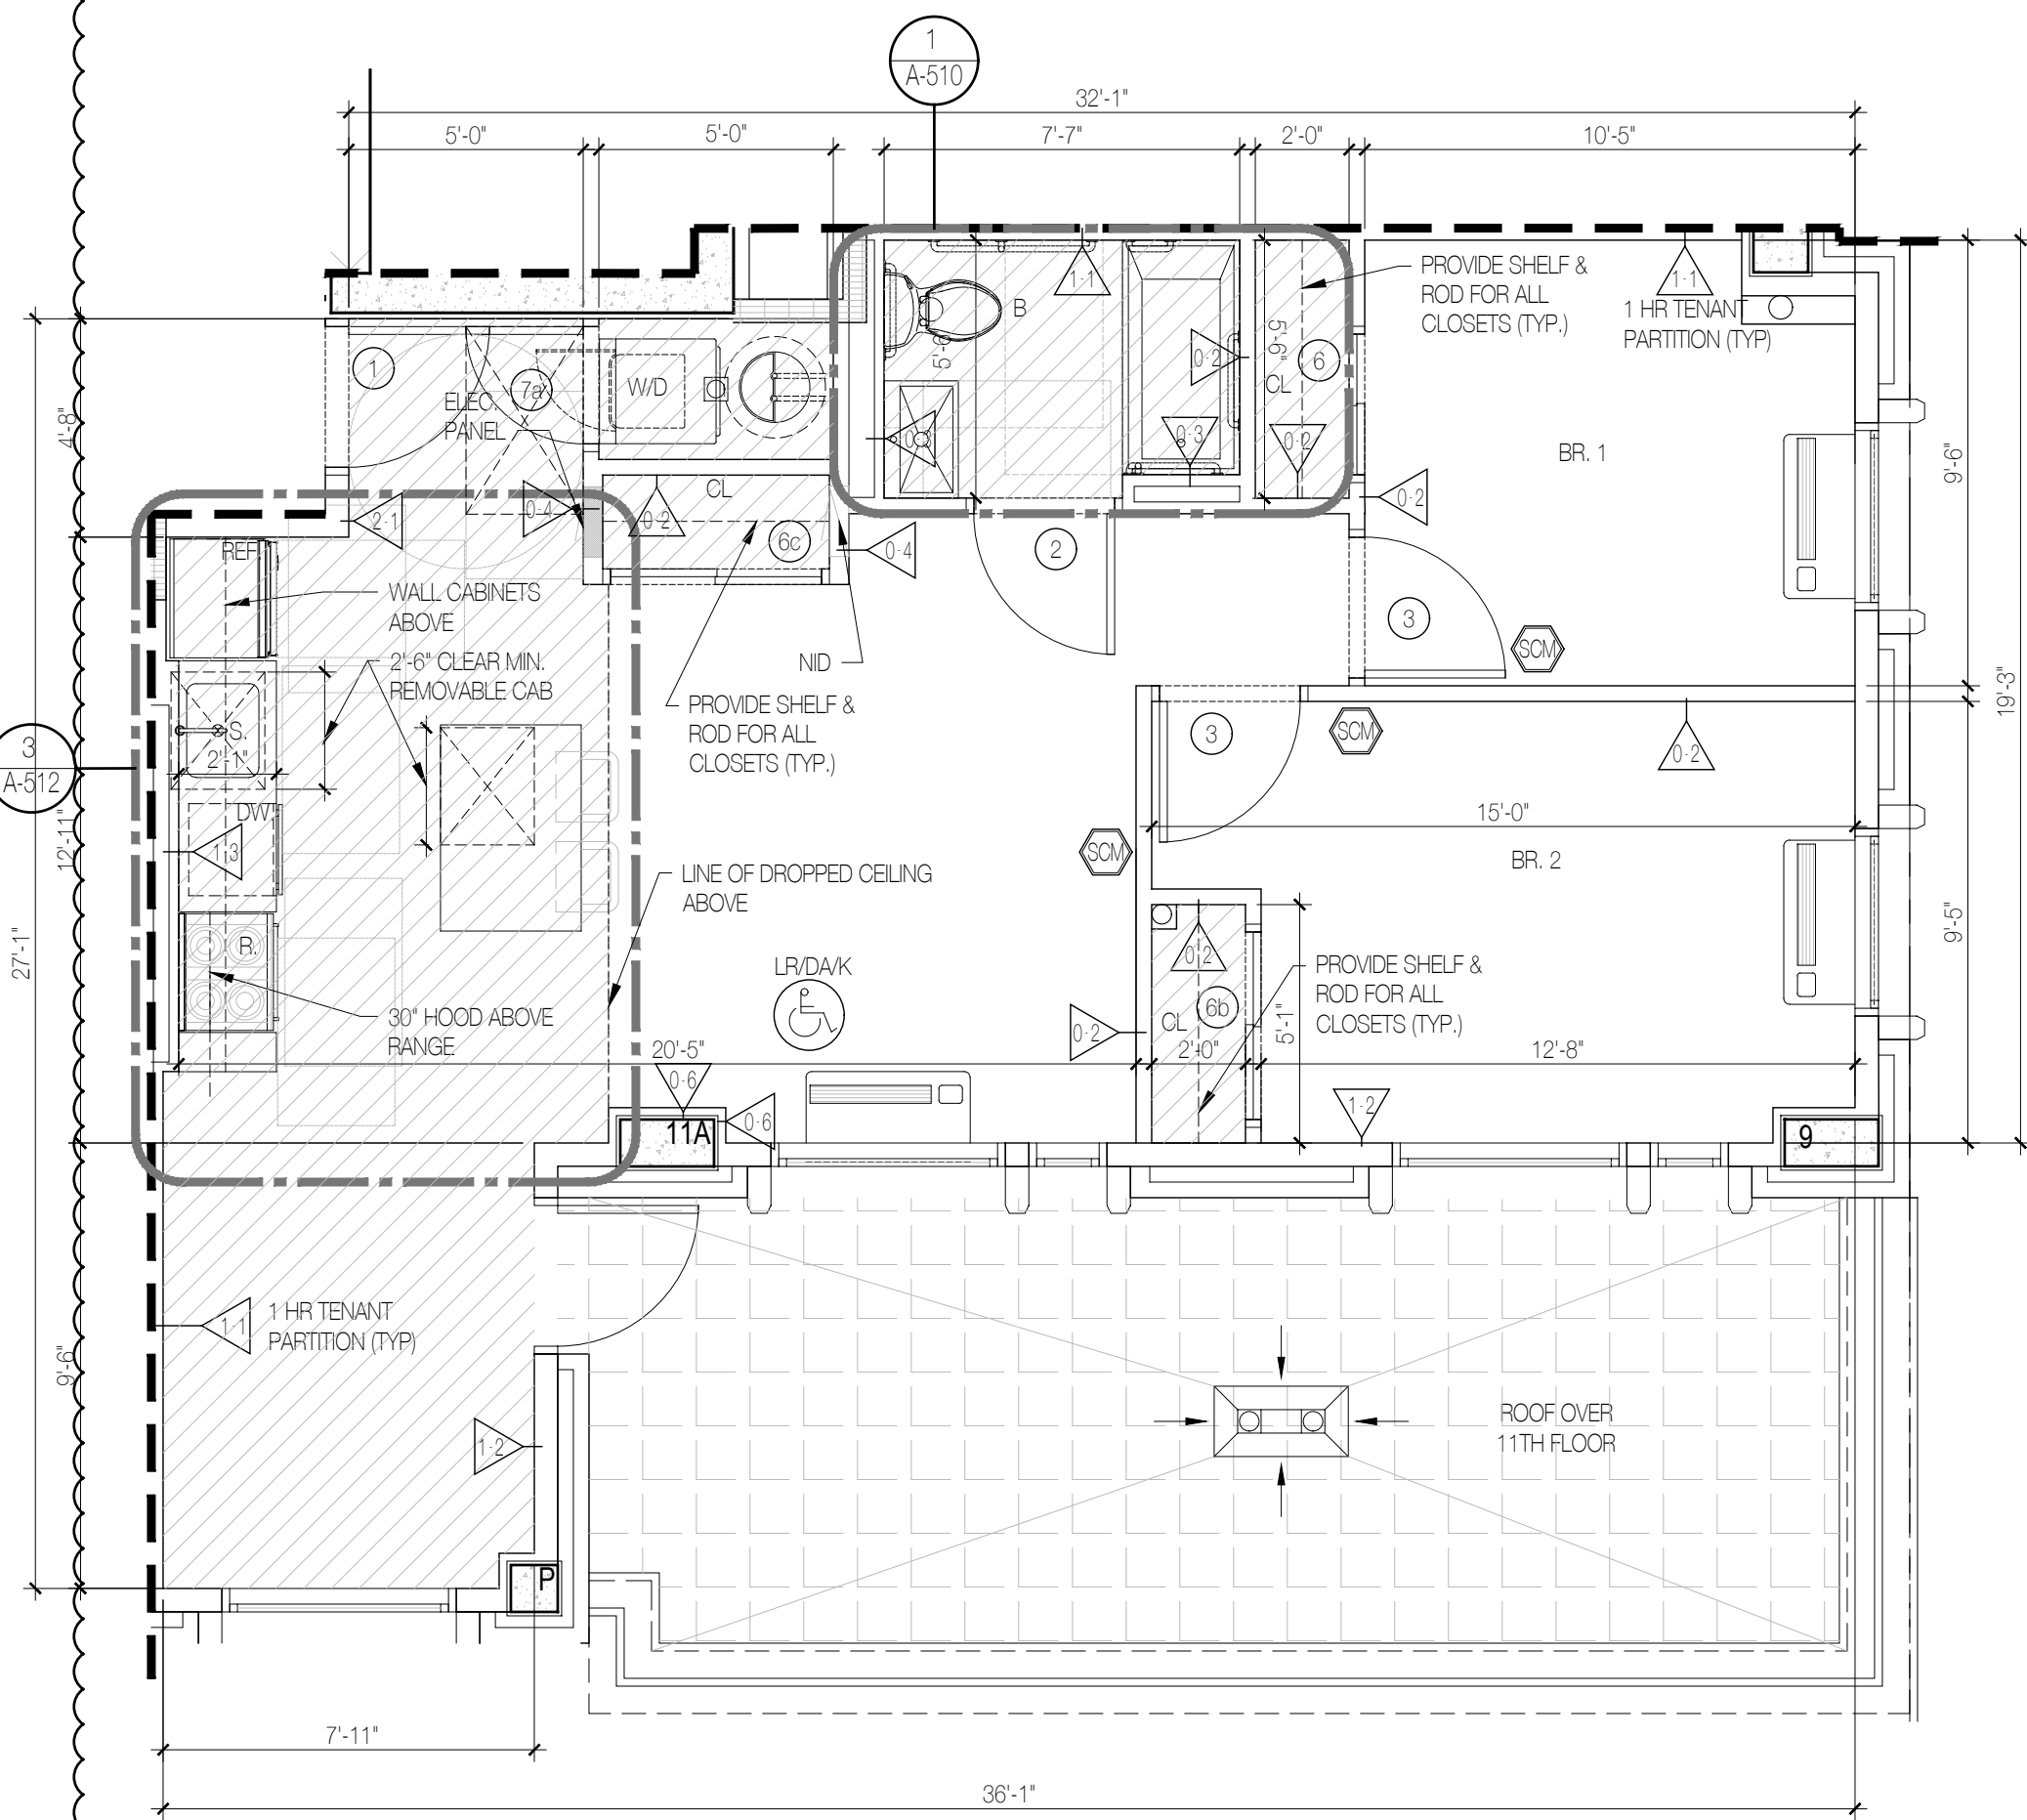 1
A-510
32'-1"
5'-0"
5'-0"
7'-7"
2'-0"
10'-5"
PROVIDE SHELF &
ROD FOR ALL
CLOSETS (TYP.)
1-1
1-1
1 HR TENANT
PARTITION (TYP)
B
0-2
5'-6"
6
CL
1
7a
W/D
ELEC.
PANEL
4'-8"
0-3
0-2
BR. 1
9'-6"
CL
0-2
2-1
0-4
0-2
6c
0-4
2
REF.
WALL CABINETS
ABOVE
3
SCM
NID
2'-6" CLEAR MIN.
REMOVABLE CAB
PROVIDE SHELF &
ROD FOR ALL
CLOSETS (TYP.)
19'-3"
3
A-512
S.
2'-1"
3
SCM
0-2
DW.
1-3
12'-11"
15'-0"
SCM
BR. 2
LINE OF DROPPED CEILING
ABOVE
27'-1"
R.
0-2
9'-5"
LR/DA/K
PROVIDE SHELF &
ROD FOR ALL
CLOSETS (TYP.)
30" HOOD ABOVE
RANGE
6b
CL
0-2
5'-1"
20'-5"
2'-0"
12'-8"
0-6
0-6
11A
1-2
9
1-1
1 HR TENANT
PARTITION (TYP)
9'-6"
1-2
ROOF OVER
11TH FLOOR
P
7'-11"
36'-1"